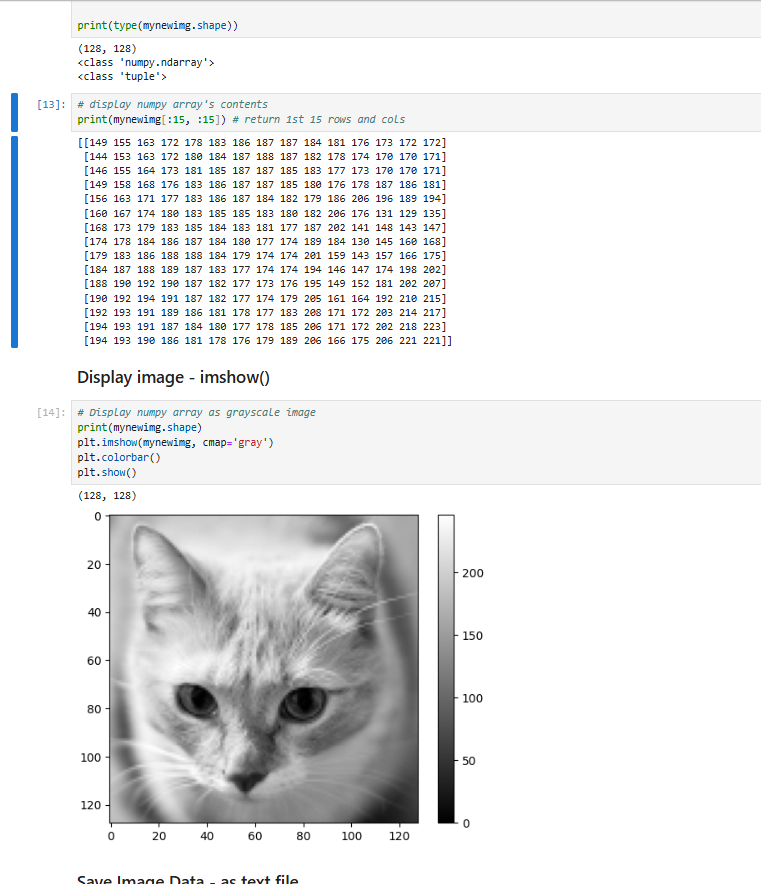 print(type(mynewimg.shape))
(128, 128)
<class 'numpy.ndarray'>
<class 'tuple'>
[13]: # display numpy array's contents
print(mynewimg[:15, :15]) # return 1st 15 rows and cols
[[149 155 163 172 178 183 186 187 187 184 181 176 173 172 172]
[144 153 163 172 180 184 187 188 187 182 178 174 170 170 171]
[146 155 164 173 181 185 187 187 185 183 177 173 170 170 171]
[149 158 168 176 183 186 187 187 185 180 176 178 187 186 181]
[156 163 171 177 183 186 187 184 182 179 186 206 196 189 194]
[160 167 174 180 183 185 185 183 180 182 206 176 131 129 135]
[168 173 179 183 185 184 183 181 177 187 202 141 148 143 147]
[174 178 184 186 187 184 180 177 174 189 184 130 145 160 168]
[179 183 186 188 188 184 179 174 174 201 159 143 157 166 175]
[184 187 188 189 187 183 177 174 174 194 146 147 174 198 202]
[188 190 192 190 187 182 177 173 176 195 149 152 181 202 207]
[190 192 194 191 187 182 177 174 179 205 161 164 192 210 215]
[192 193 191 189 186 181 178 177 183 208 171 172 203 214 217]
[194 193 191 187 184 180 177 178 185 206 171 172 202 218 223]
[194 193 190 186 181 178 176 179 189 206 166 175 206 221 221]]
Display image - imshow()
[14]: # Display numpy array as grayscale image
print(mynewimg.shape)
plt.imshow(mynewimg, cmap='gray')
plt.colorbar()
plt.show()
(128, 128)
0
20
40
60
80
100
120
0 20 40 60 80 100 120
200
150
100
50
0
Save Image Data - as text file